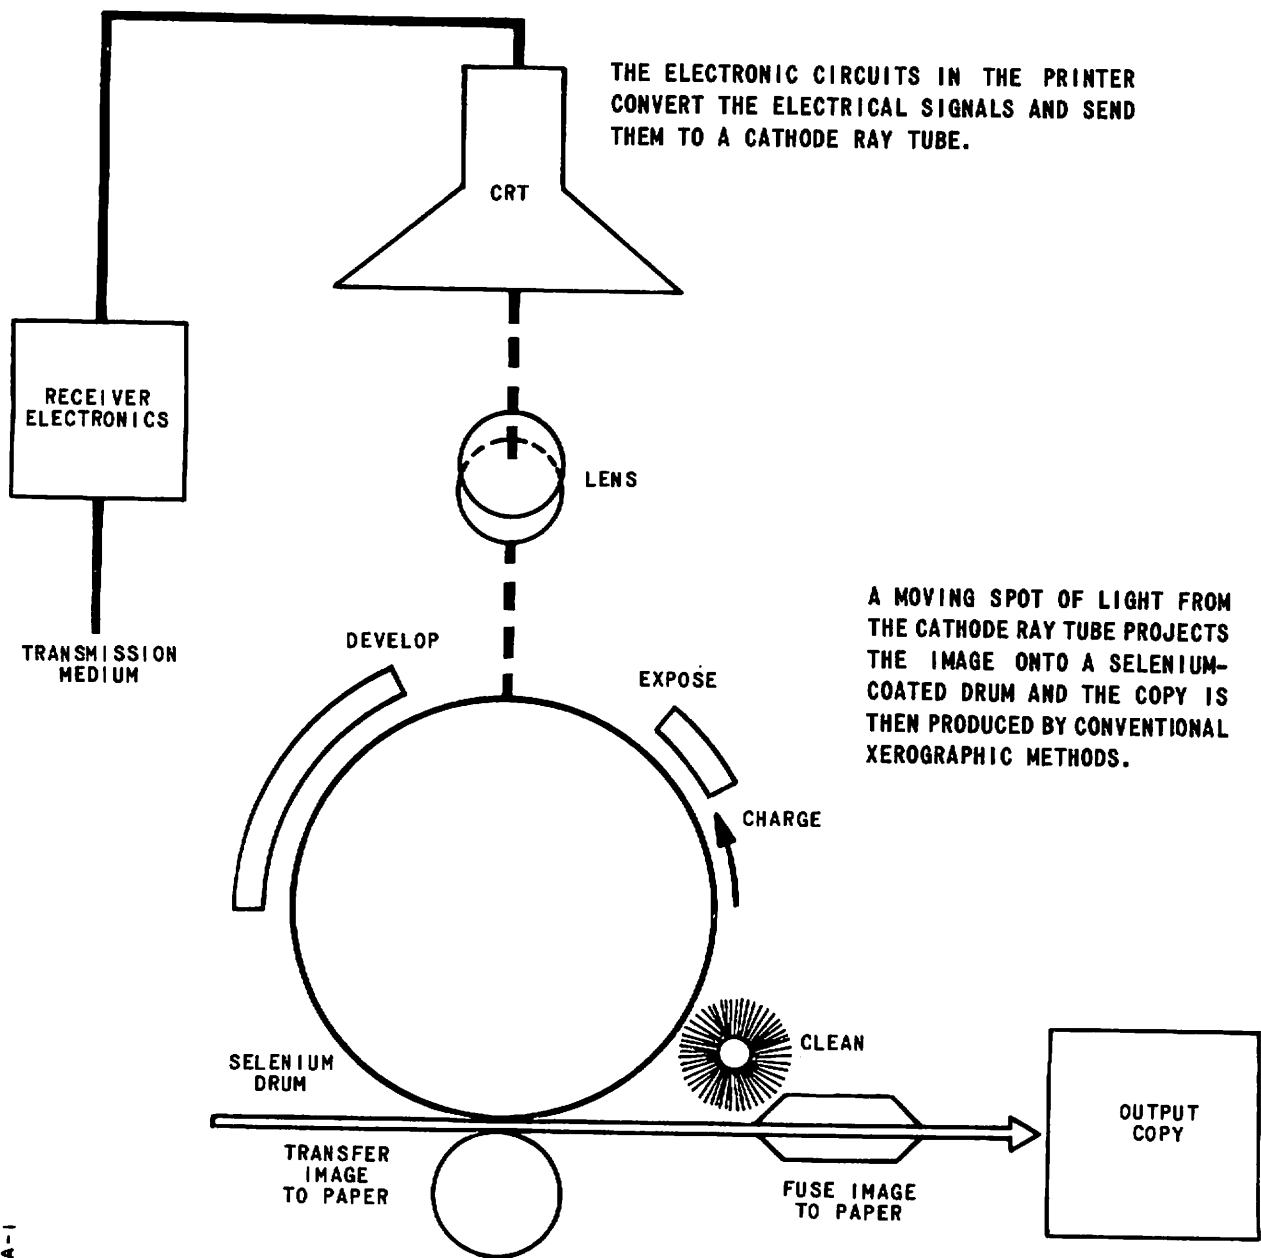 THE ELECTRONIC CIRCUITS IN THE PRINTER
CONVERT THE ELECTRICAL SIGNALS AND SEND
THEM TO A CATHODE RAY TUBE.
CRT
RECEIVER
ELECTRONICS
LENS
TRANSMISSION
MEDIUM
A MOVING SPOT OF LIGHT FROM
THE CATHODE RAY TUBE PROJECTS
THE IMAGE ONTO A SELENIUM-
COATED DRUM AND THE COPY IS
THEN PRODUCED BY CONVENTIONAL
XEROGRAPHIC METHODS.
DEVELOP
EXPOSE
CHARGE
CLEAN
SELENIUM
DRUM
TRANSFER
IMAGE
TO PAPER
FUSE IMAGE
TO PAPER
OUTPUT
COPY
A-1